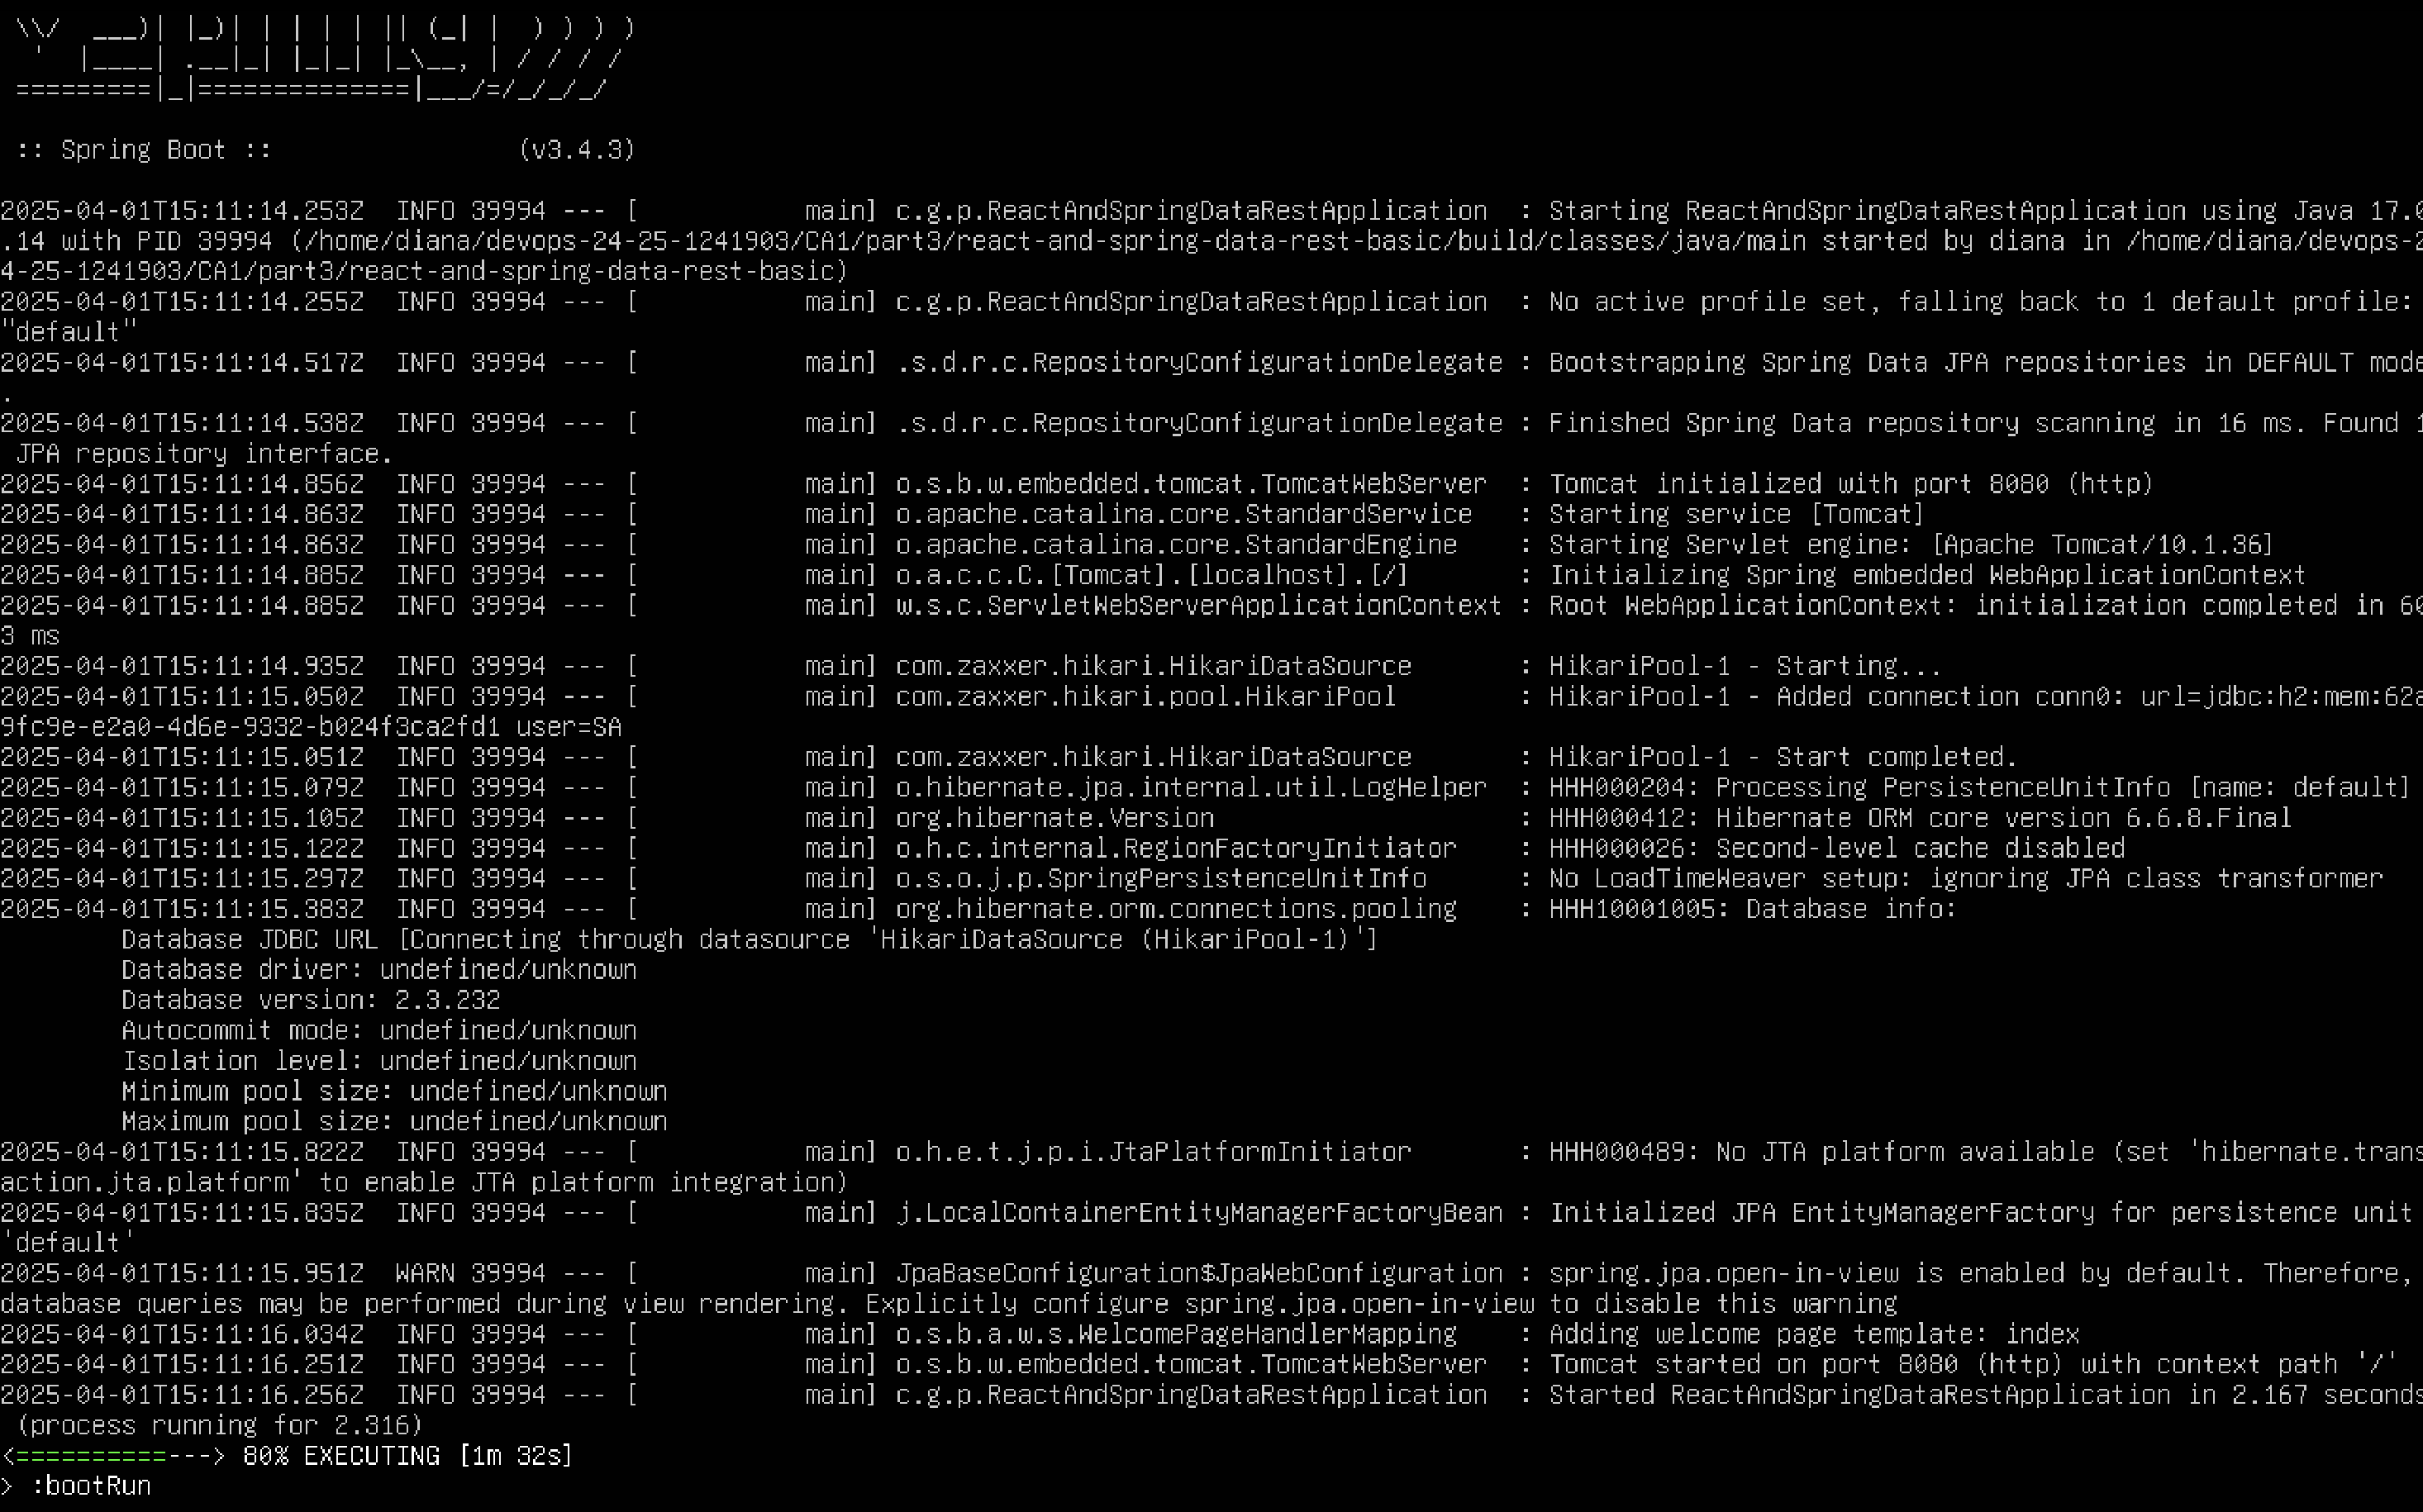 \\/  ___)| |_)| | | | | || (_| |  ) ) ) )
  '  |____| .__|_| |_|_| |_\__, | / / / /
 =========|_|==============|___/=/_/_/_/

 :: Spring Boot ::                (v3.4.3)

2025-04-01T15:11:14.253Z  INFO 39994 --- [           main] c.g.p.ReactAndSpringDataRestApplication  : Starting ReactAndSpringDataRestApplication using Java 17.0
.14 with PID 39994 (/home/diana/devops-24-25-1241903/CA1/part3/react-and-spring-data-rest-basic/build/classes/java/main started by diana in /home/diana/devops-2
4-25-1241903/CA1/part3/react-and-spring-data-rest-basic)
2025-04-01T15:11:14.255Z  INFO 39994 --- [           main] c.g.p.ReactAndSpringDataRestApplication  : No active profile set, falling back to 1 default profile:
"default"
2025-04-01T15:11:14.517Z  INFO 39994 --- [           main] .s.d.r.c.RepositoryConfigurationDelegate : Bootstrapping Spring Data JPA repositories in DEFAULT mode
.
2025-04-01T15:11:14.538Z  INFO 39994 --- [           main] .s.d.r.c.RepositoryConfigurationDelegate : Finished Spring Data repository scanning in 16 ms. Found 1
 JPA repository interface.
2025-04-01T15:11:14.856Z  INFO 39994 --- [           main] o.s.b.w.embedded.tomcat.TomcatWebServer  : Tomcat initialized with port 8080 (http)
2025-04-01T15:11:14.863Z  INFO 39994 --- [           main] o.apache.catalina.core.StandardService   : Starting service [Tomcat]
2025-04-01T15:11:14.863Z  INFO 39994 --- [           main] o.apache.catalina.core.StandardEngine    : Starting Servlet engine: [Apache Tomcat/10.1.36]
2025-04-01T15:11:14.885Z  INFO 39994 --- [           main] o.a.c.c.C.[Tomcat].[localhost].[/]       : Initializing Spring embedded WebApplicationContext
2025-04-01T15:11:14.885Z  INFO 39994 --- [           main] w.s.c.ServletWebServerApplicationContext : Root WebApplicationContext: initialization completed in 60
3 ms
2025-04-01T15:11:14.935Z  INFO 39994 --- [           main] com.zaxxer.hikari.HikariDataSource       : HikariPool-1 - Starting...
2025-04-01T15:11:15.050Z  INFO 39994 --- [           main] com.zaxxer.hikari.pool.HikariPool        : HikariPool-1 - Added connection conn0: url=jdbc:h2:mem:62a
9fc9e-e2a0-4d6e-9332-b024f3ca2fd1 user=SA
2025-04-01T15:11:15.051Z  INFO 39994 --- [           main] com.zaxxer.hikari.HikariDataSource       : HikariPool-1 - Start completed.
2025-04-01T15:11:15.079Z  INFO 39994 --- [           main] o.hibernate.jpa.internal.util.LogHelper  : HHH000204: Processing PersistenceUnitInfo [name: default]
2025-04-01T15:11:15.105Z  INFO 39994 --- [           main] org.hibernate.Version                    : HHH000412: Hibernate ORM core version 6.6.8.Final
2025-04-01T15:11:15.122Z  INFO 39994 --- [           main] o.h.c.internal.RegionFactoryInitiator    : HHH000026: Second-level cache disabled
2025-04-01T15:11:15.297Z  INFO 39994 --- [           main] o.s.o.j.p.SpringPersistenceUnitInfo      : No LoadTimeWeaver setup: ignoring JPA class transformer
2025-04-01T15:11:15.383Z  INFO 39994 --- [           main] org.hibernate.orm.connections.pooling    : HHH10001005: Database info:
        Database JDBC URL [Connecting through datasource 'HikariDataSource (HikariPool-1)']
        Database driver: undefined/unknown
        Database version: 2.3.232
        Autocommit mode: undefined/unknown
        Isolation level: undefined/unknown
        Minimum pool size: undefined/unknown
        Maximum pool size: undefined/unknown
2025-04-01T15:11:15.822Z  INFO 39994 --- [           main] o.h.e.t.j.p.i.JtaPlatformInitiator       : HHH000489: No JTA platform available (set 'hibernate.trans
action.jta.platform' to enable JTA platform integration)
2025-04-01T15:11:15.835Z  INFO 39994 --- [           main] j.LocalContainerEntityManagerFactoryBean : Initialized JPA EntityManagerFactory for persistence unit
'default'
2025-04-01T15:11:15.951Z  WARN 39994 --- [           main] JpaBaseConfiguration$JpaWebConfiguration : spring.jpa.open-in-view is enabled by default. Therefore,
database queries may be performed during view rendering. Explicitly configure spring.jpa.open-in-view to disable this warning
2025-04-01T15:11:16.034Z  INFO 39994 --- [           main] o.s.b.a.w.s.WelcomePageHandlerMapping    : Adding welcome page template: index
2025-04-01T15:11:16.251Z  INFO 39994 --- [           main] o.s.b.w.embedded.tomcat.TomcatWebServer  : Tomcat started on port 8080 (http) with context path '/'
2025-04-01T15:11:16.256Z  INFO 39994 --- [           main] c.g.p.ReactAndSpringDataRestApplication  : Started ReactAndSpringDataRestApplication in 2.167 seconds
 (process running for 2.316)
<==========---> 80% EXECUTING [1m 32s]
> :bootRun